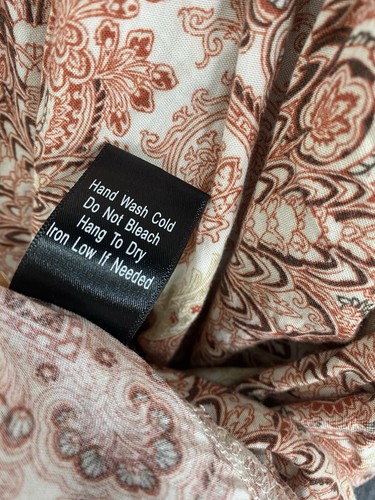 Hand Wash Cold
Do Not Bleach
Hang To Dry
Iron Low If Needed